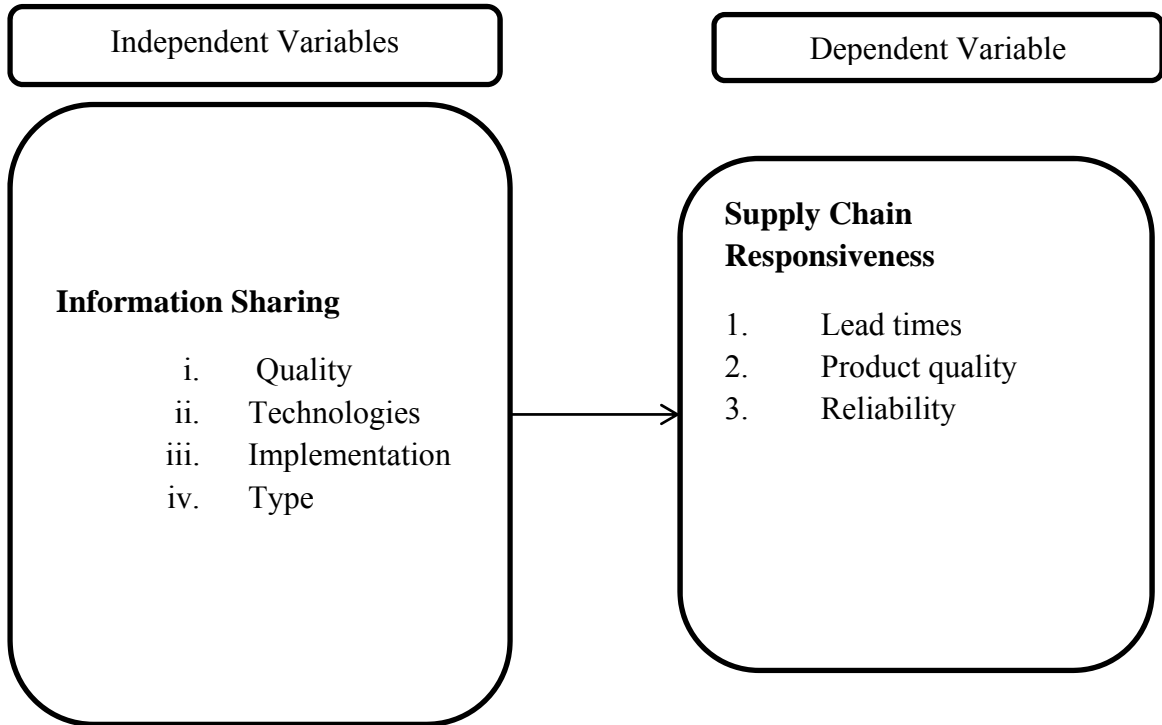 Independent Variables
Dependent Variable
Information Sharing
i. Quality
ii. Technologies
iii. Implementation
iv. Type
Supply Chain
Responsiveness
1. Lead times
2. Product quality
3. Reliability